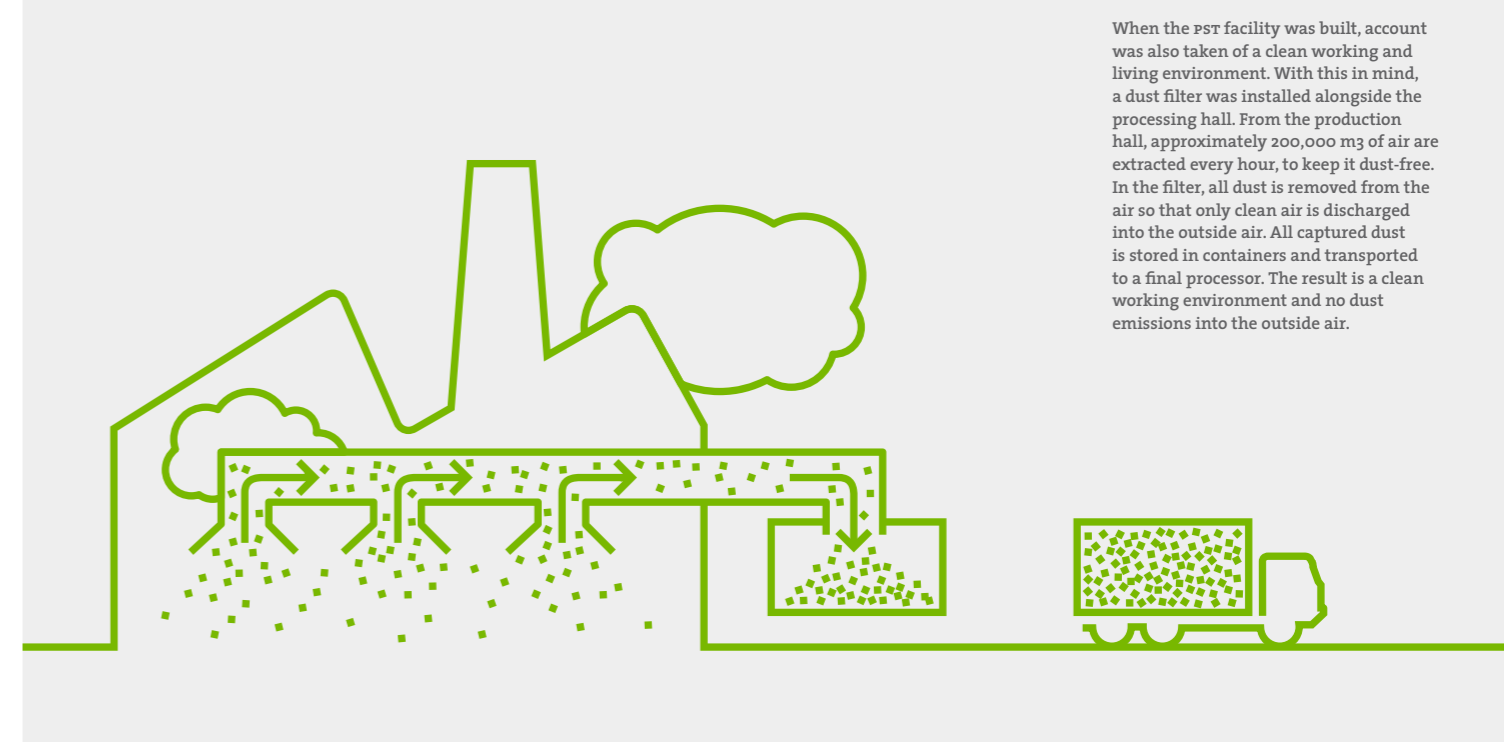 When the PST facility was built, account
was also taken of a clean working and
living environment. With this in mind,
a dust filter was installed alongside the
processing hall. From the production
hall, approximately 200,000 m3 of air are
extracted every hour, to keep it dust-free.
In the filter, all dust is removed from the
air so that only clean air is discharged
into the outside air. All captured dust
is stored in containers and transported
to a final processor. The result is a clean
working environment and no dust
emissions into the outside air.